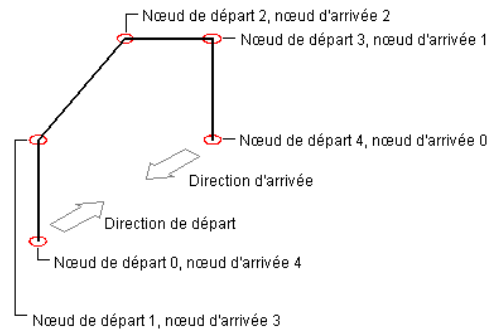 Nœud de départ 2, nœud d'arrivée 2
Nœud de départ 3, nœud d'arrivée 1
Nœud de départ 4, nœud d'arrivée 0
Direction d'arrivée
Direction de départ
Nœud de départ 0, nœud d'arrivée 4
Nœud de départ 1, nœud d'arrivée 3